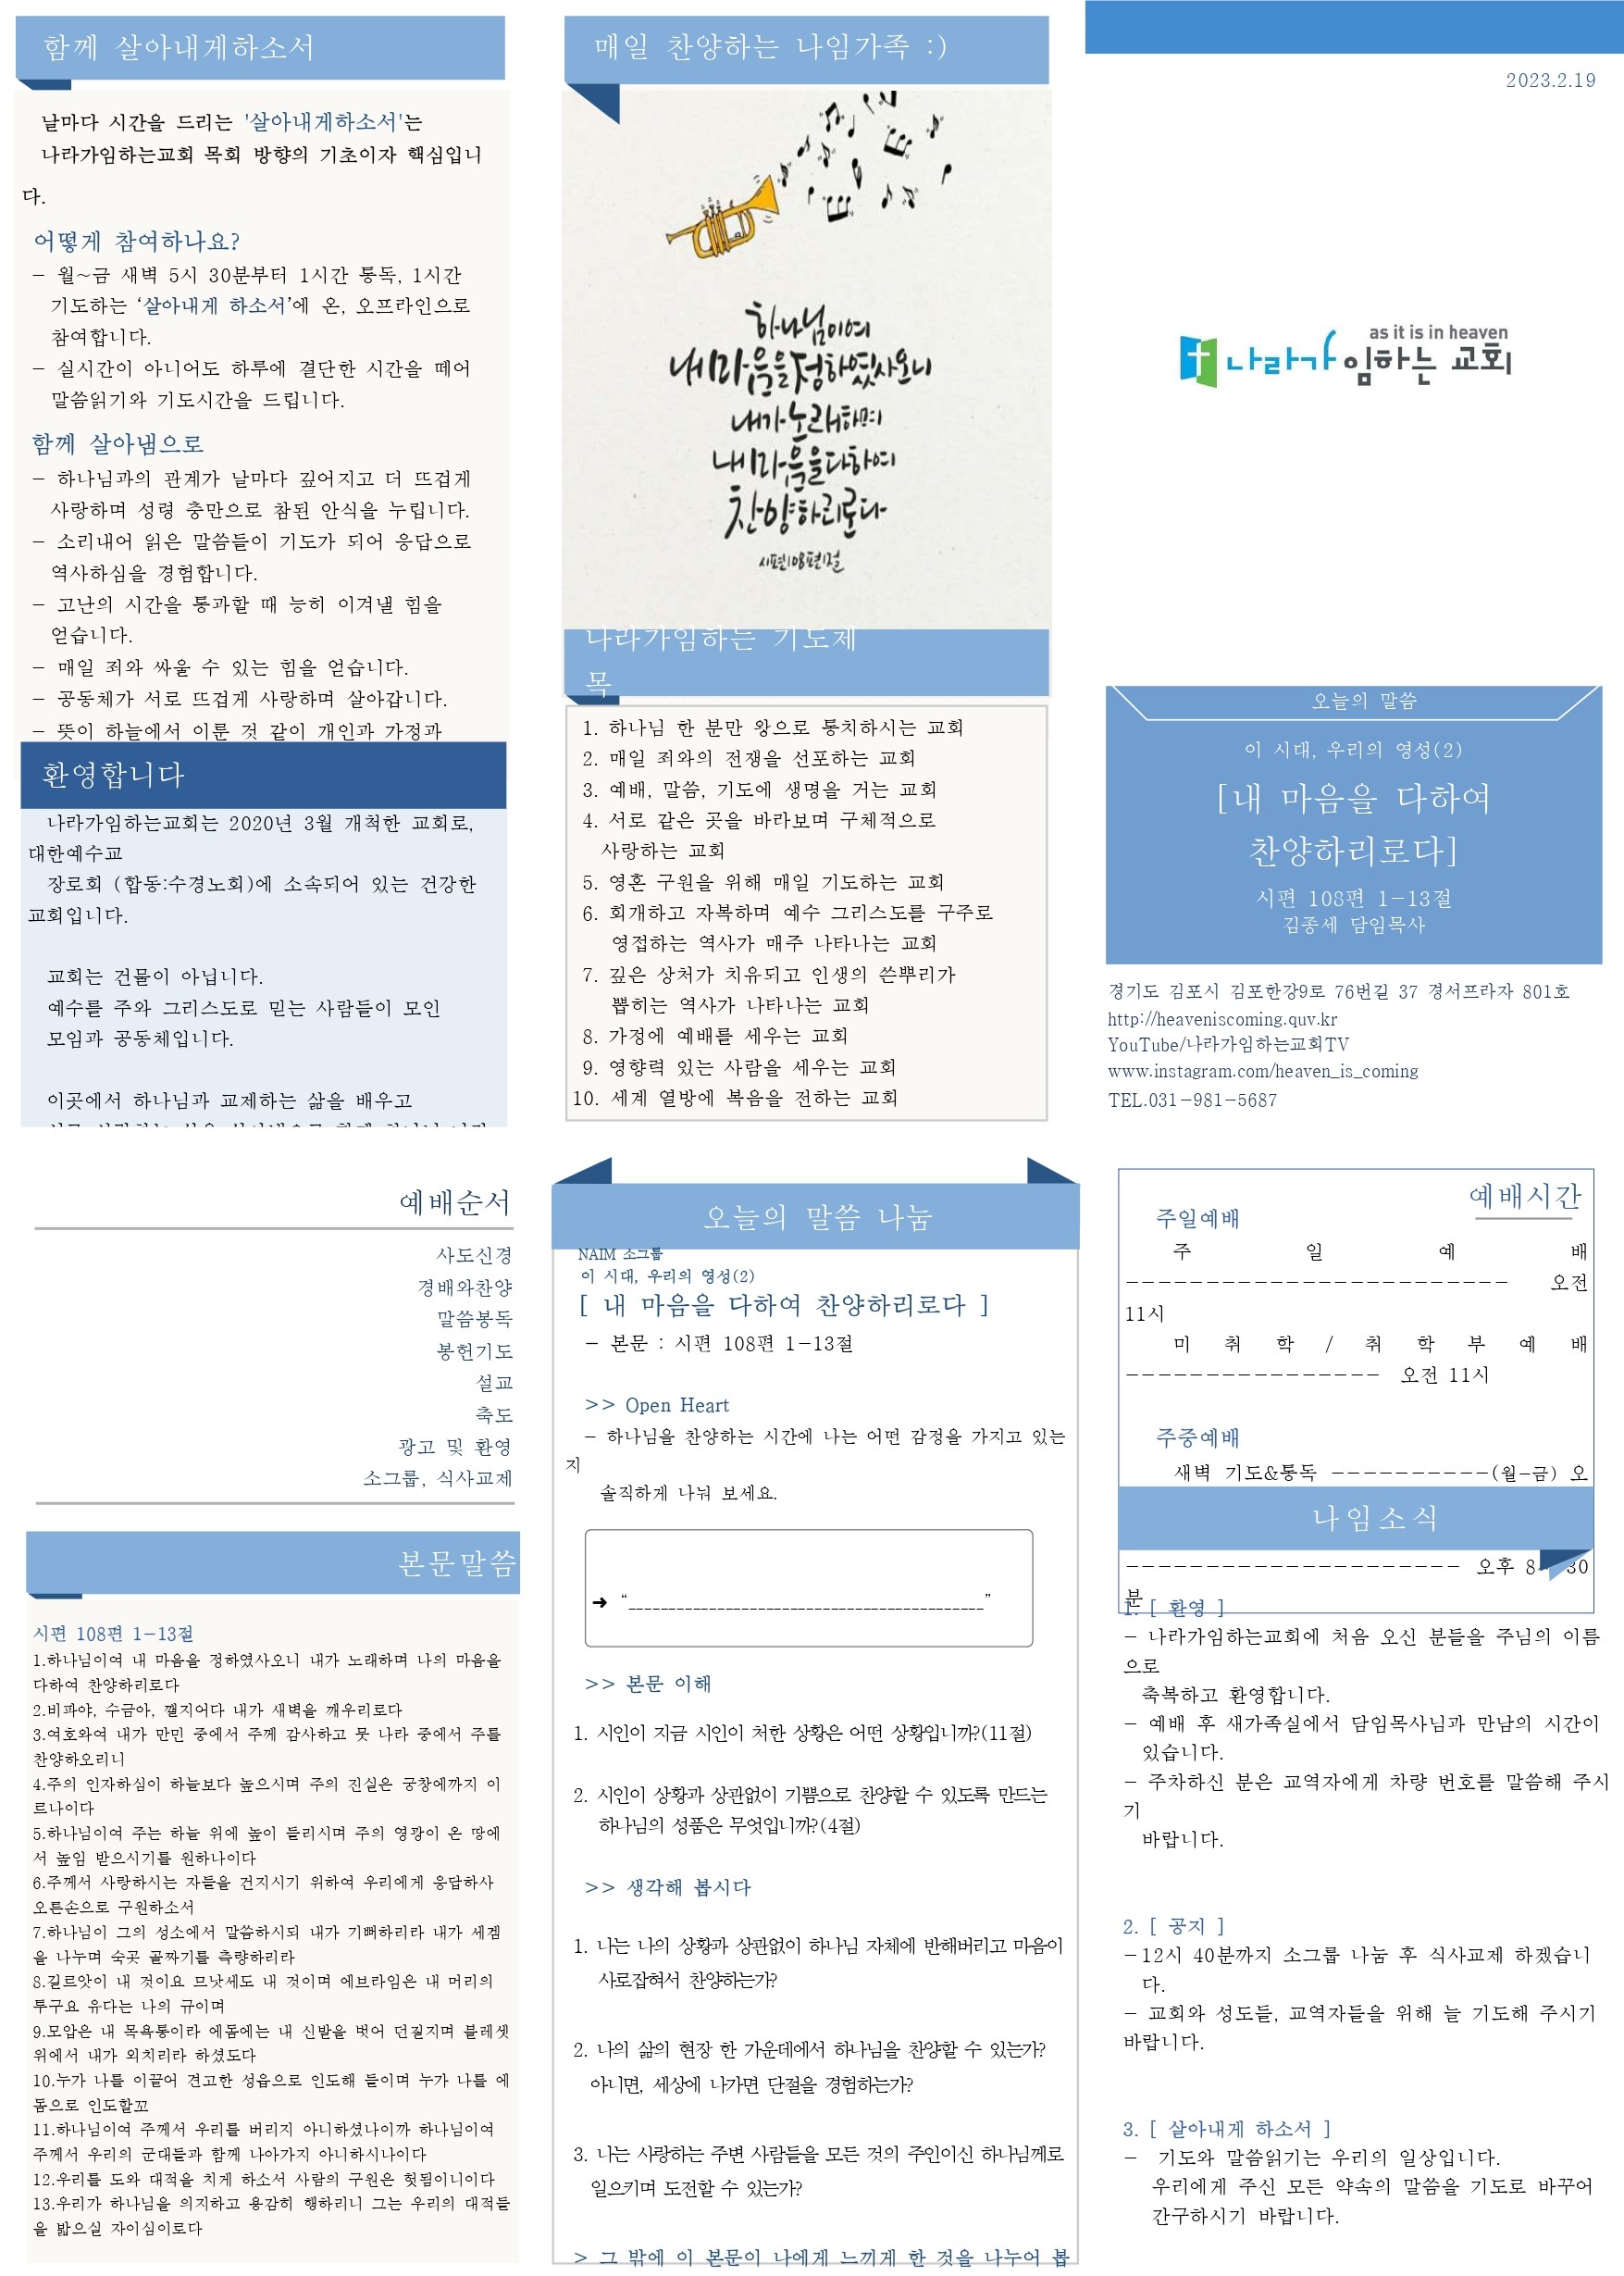 함께 살아내게하소서
날마다 시간을 드리는 '살아내게하소서'는
나라가임하는교회 목회 방향의 기초이자 핵심입니
다.
어떻게 참여하나요?
- 월~금 새벽 5시 30분부터 1시간 통독, 1시간
기도하는 ‘살아내게 하소서’에 온, 오프라인으로
참여합니다.
- 실시간이 아니어도 하루에 결단한 시간을 떼어
말씀읽기와 기도시간을 드립니다.
함께 살아냄으로
- 하나님과의 관계가 날마다 깊어지고 더 뜨겁게
사랑하며 성령 충만으로 참된 안식을 누립니다.
- 소리내어 읽은 말씀들이 기도가 되어 응답으로
역사하심을 경험합니다.
- 고난의 시간을 통과할 때 능히 이겨낼 힘을
얻습니다.
- 매일 죄와 싸울 수 있는 힘을 얻습니다.
- 공동체가 서로 뜨겁게 사랑하며 살아갑니다.
- 뜻이 하늘에서 이룬 것 같이 개인과 가정과
환영합니다
나라가임하는교회는 2020년 3월 개척한 교회로,
대한예수교
장로회 (합동:수경노회)에 소속되어 있는 건강한
교회입니다.
교회는 건물이 아닙니다.
예수를 주와 그리스도로 믿는 사람들이 모인
모임과 공동체입니다.
이곳에서 하나님과 교제하는 삶을 배우고
매일 찬양하는 나임가족 :)
하나님이여
내 마음을 정하였사오니
내가 노래하며
내 마음을 다하여
찬양하리로다
시편108편1절
나라가임하는 기도제
목
1. 하나님 한 분만 왕으로 통치하시는 교회
2. 매일 죄와의 전쟁을 선포하는 교회
3. 예배, 말씀, 기도에 생명을 거는 교회
4. 서로 같은 곳을 바라보며 구체적으로
사랑하는 교회
5. 영혼 구원을 위해 매일 기도하는 교회
6. 회개하고 자복하며 예수 그리스도를 구주로
영접하는 역사가 매주 나타나는 교회
7. 깊은 상처가 치유되고 인생의 쓴뿌리가
뽑히는 역사가 나타나는 교회
8. 가정에 예배를 세우는 교회
9. 영향력 있는 사람을 세우는 교회
10. 세계 열방에 복음을 전하는 교회
2023.2.19
as it is in heaven
나라가 임하는 교회
오늘의 말씀
이 시대, 우리의 영성(2)
[내 마음을 다하여
찬양하리로다]
시편 108편 1-13절
김종세 담임목사
경기도 김포시 김포한강9로 76번길 37 경서프라자 801호
http://heaveniscoming.quv.kr
YouTube/나라가임하는교회TV
www.instagram.com/heaven_is_coming
TEL.031-981-5687
예배순서
사도신경
경배와찬양
말씀봉독
봉헌기도
설교
축도
광고 및 환영
소그룹, 식사교제
본문말씀
시편 108편 1-13절
1.하나님이여 내 마음을 정하였사오니 내가 노래하며 나의 마음을
다하여 찬양하리로다
2.비파야, 수금아, 깰지어다 내가 새벽을 깨우리로다
3.여호와여 내가 만민 중에서 주께 감사하고 뭇 나라 중에서 주를
찬양하오리니
4.주의 인자하심이 하늘보다 높으시며 주의 진실은 궁창에까지 이
르나이다
5.하나님이여 주는 하늘 위에 높이 들리시며 주의 영광이 온 땅에
서 높임 받으시기를 원하나이다
6.주께서 사랑하시는 자들을 건지시기 위하여 우리에게 응답하사
오른손으로 구원하소서
7.하나님이 그의 성소에서 말씀하시되 내가 기뻐하리라 내가 세겜
을 나누며 숙곳 골짜기를 측량하리라
8.길르앗이 내 것이요 므낫세도 내 것이며 에브라임은 내 머리의
투구요 유다는 나의 규이며
9.모압은 내 목욕통이라 에돔에는 내 신발을 벗어 던질지며 블레셋
위에서 내가 외치리라 하셨도다
10.누가 나를 이끌어 견고한 성읍으로 인도해 들이며 누가 나를 에
돔으로 인도할꼬
11.하나님이여 주께서 우리를 버리지 아니하셨나이까 하나님이여
주께서 우리의 군대들과 함께 나아가지 아니하시나이다
12.우리를 도와 대적을 치게 하소서 사람의 구원은 헛됨이니이다
13.우리가 하나님을 의지하고 용감히 행하리니 그는 우리의 대적들
을 밟으실 자이심이로다
오늘의 말씀 나눔
NAIM 소그룹
이 시대, 우리의 영성(2)
[ 내 마음을 다하여 찬양하리로다 ]
- 본문 : 시편 108편 1-13절
>> Open Heart
- 하나님을 찬양하는 시간에 나는 어떤 감정을 가지고 있는
지
솔직하게 나눠 보세요.
➜ “___________________________________________”
>> 본문 이해
1. 시인이 지금 시인이 처한 상황은 어떤 상황입니까?(11절)
2. 시인이 상황과 상관없이 기쁨으로 찬양할 수 있도록 만드는
하나님의 성품은 무엇입니까?(4절)
>> 생각해 봅시다
1. 나는 나의 상황과 상관없이 하나님 자체에 반해버리고 마음이
사로잡혀서 찬양하는가?
2. 나의 삶의 현장 한 가운데에서 하나님을 찬양할 수 있는가?
아니면, 세상에 나가면 단절을 경험하는가?
3. 나는 사랑하는 주변 사람들을 모든 것의 주인이신 하나님께로
일으키며 도전할 수 있는가?
> 그 밖에 이 본문이 나에게 느끼게 한 것을 나누어 봅
예배시간
주일예배
주 일 예 배
------------------------ 오전
11시
미 취 학 / 취 학 부 예 배
---------------- 오전 11시
주중예배
새벽 기도&통독 ----------(월-금) 오
나임소식
--------------------- 오후 8 30
분
1. [ 환영 ]
- 나라가임하는교회에 처음 오신 분들을 주님의 이름
으로
축복하고 환영합니다.
- 예배 후 새가족실에서 담임목사님과 만남의 시간이
있습니다.
- 주차하신 분은 교역자에게 차량 번호를 말씀해 주시
기
바랍니다.
2. [ 공지 ]
-12시 40분까지 소그룹 나눔 후 식사교제 하겠습니
다.
- 교회와 성도들, 교역자들을 위해 늘 기도해 주시기
바랍니다.
3. [ 살아내게 하소서 ]
- 기도와 말씀읽기는 우리의 일상입니다.
우리에게 주신 모든 약속의 말씀을 기도로 바꾸어
간구하시기 바랍니다.